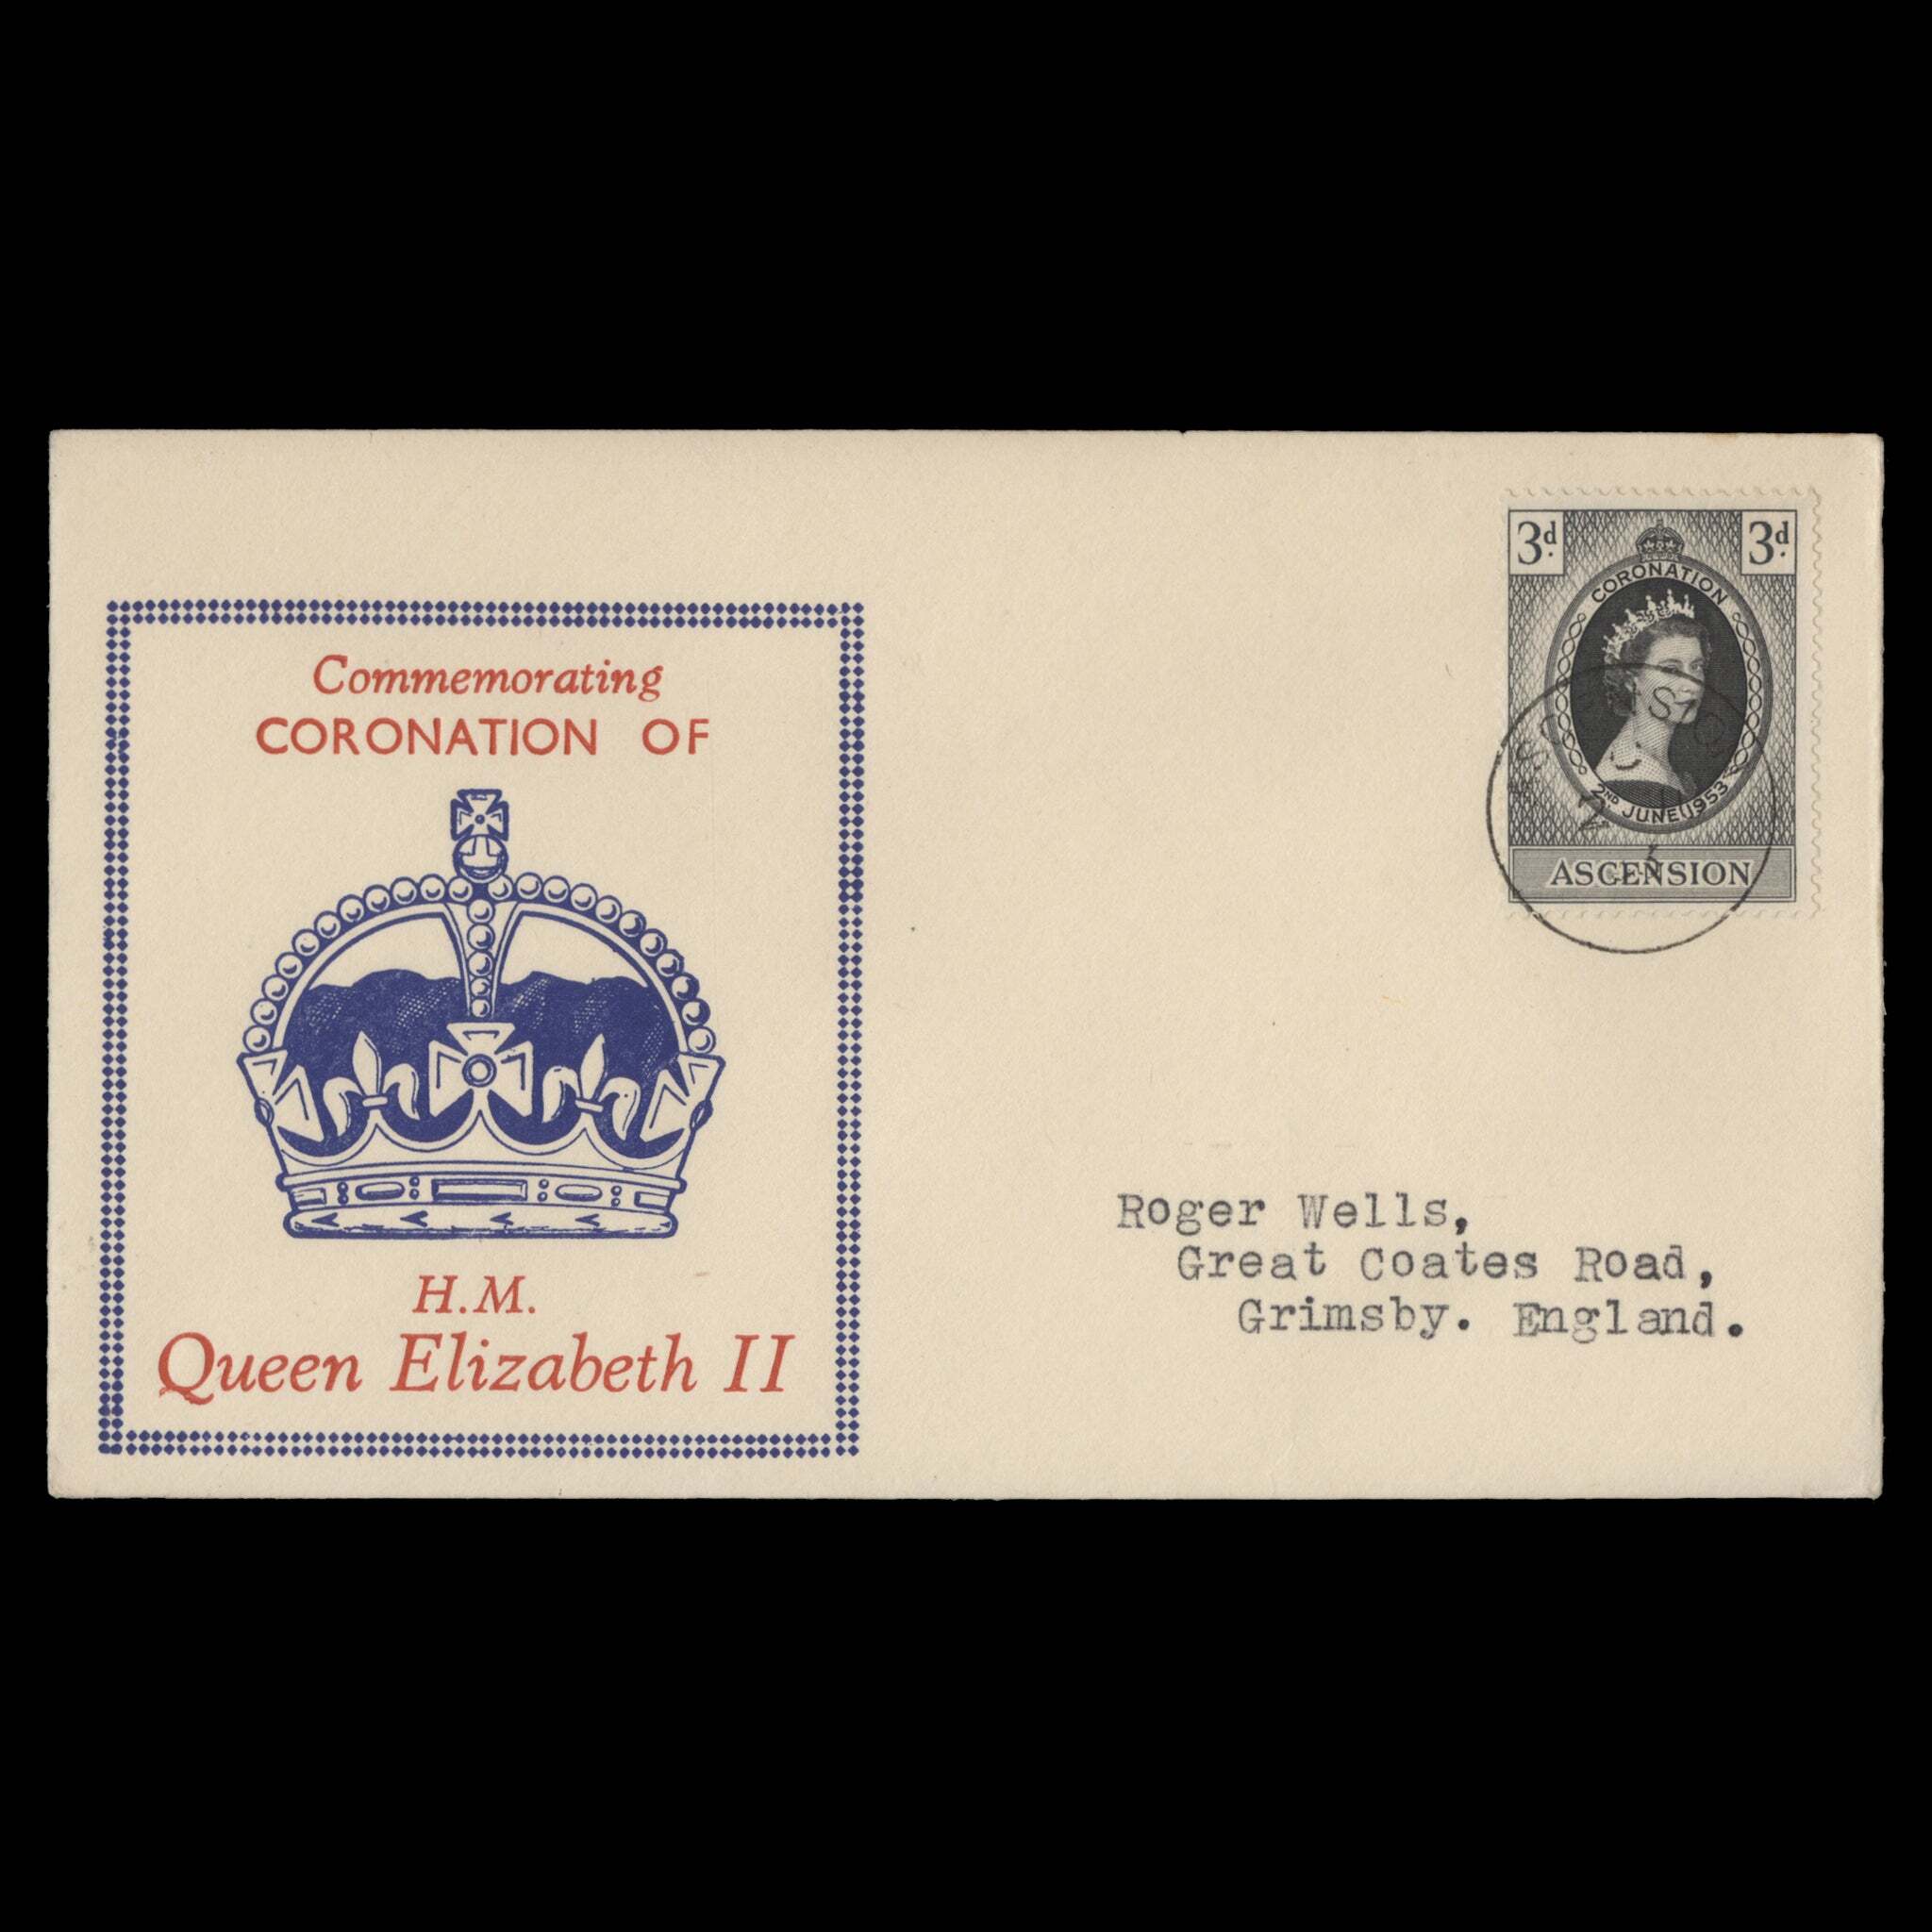 Commemorating
CORONATION OF
H.M.
Queen Elizabeth II
3d. 3d.
CORONATION
2ND JUNE 1953
ASCENSION
Roger Wells,
Great Coates Road,
Grimsby. England.